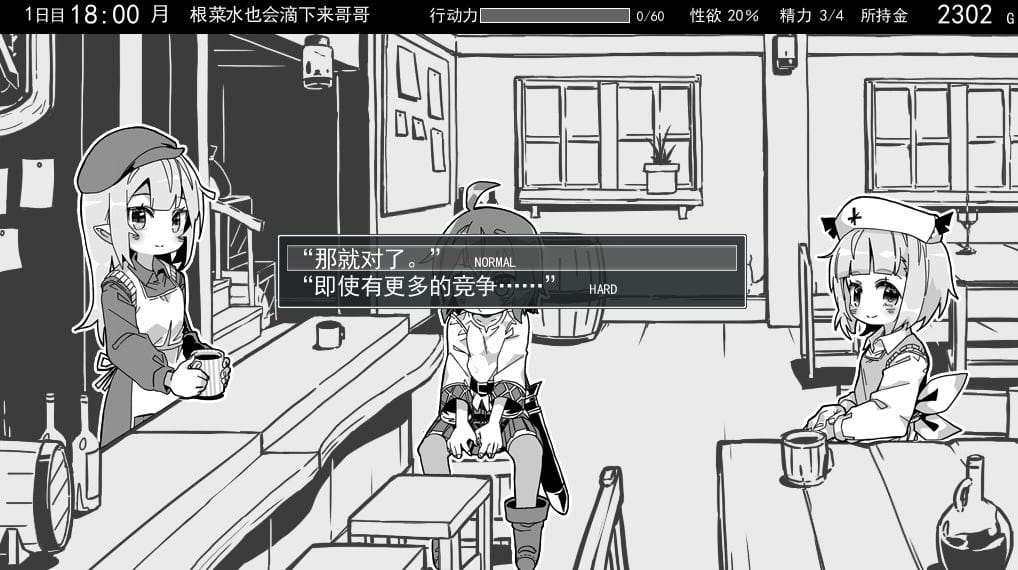 1日目 18:00 月 根菜水也会滴下来哥哥 行动力 0/60 性欲 20% 精力 3/4 所持金 2302 G
“那就对了。” NORMAL
“即使有更多的竞争……” HARD